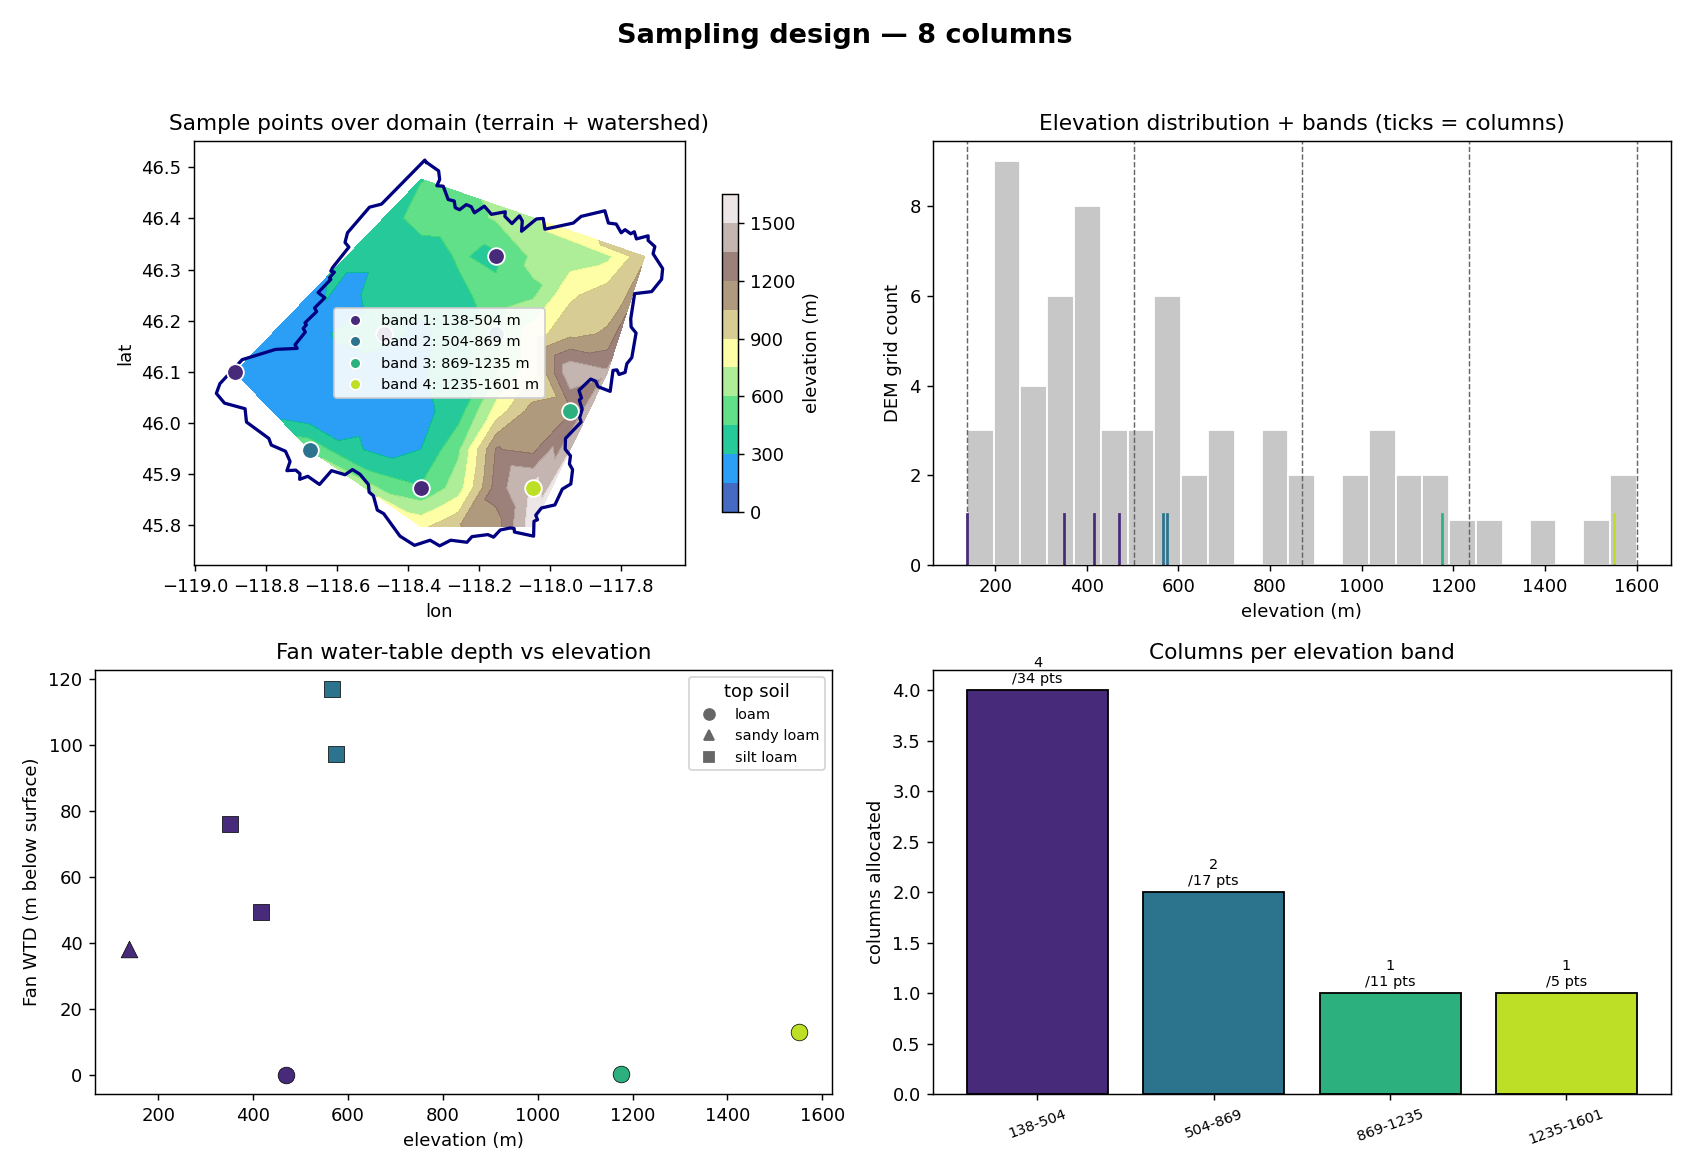 Sampling design — 8 columns
Sample points over domain (terrain + watershed)
46.5
46.4
46.3
46.2
46.1
46.0
45.9
45.8
lat
−119.0 −118.8 −118.6 −118.4 −118.2 −118.0 −117.8
lon
band 1: 138-504 m
band 2: 504-869 m
band 3: 869-1235 m
band 4: 1235-1601 m
1500
1200
900
600
300
0
elevation (m)
Elevation distribution + bands (ticks = columns)
8
6
4
2
0
DEM grid count
200 400 600 800 1000 1200 1400 1600
elevation (m)
Fan water-table depth vs elevation
120
100
80
60
40
20
0
Fan WTD (m below surface)
200 400 600 800 1000 1200 1400 1600
elevation (m)
top soil
loam
sandy loam
silt loam
Columns per elevation band
4.0
3.5
3.0
2.5
2.0
1.5
1.0
0.5
0.0
columns allocated
4
/34 pts
2
/17 pts
1
/11 pts
1
/5 pts
138-504
504-869
869-1235
1235-1601